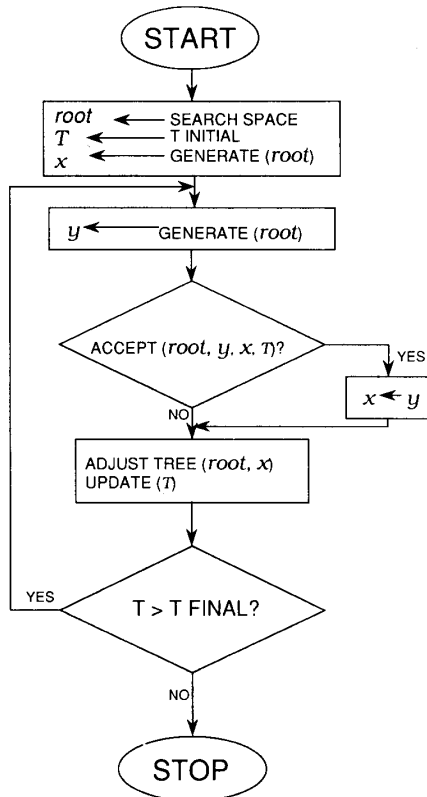 START
root ← SEARCH SPACE
T ← T INITIAL
x ← GENERATE (root)
y ← GENERATE (root)
ACCEPT (root, y, x, T)?
YES
x ← y
NO
ADJUST TREE (root, x)
UPDATE (T)
YES
T > T FINAL?
NO
STOP